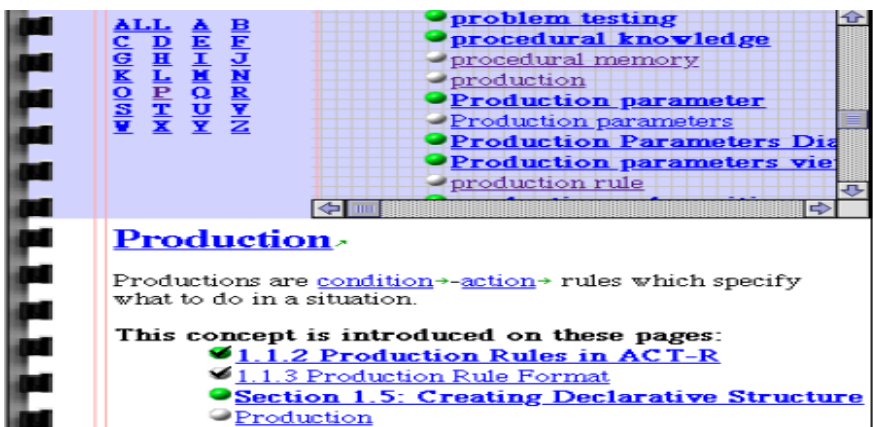 ALL A B
C D E F
G H I J
K L M N
O P Q R
S T U V
W X Y Z
problem testing
procedural knowledge
procedural memory
production
Production parameter
Production parameters
Production Parameters Dia
Production parameters vie
production rule
Production
Productions are condition-action rules which specify
what to do in a situation.
This concept is introduced on these pages:
1.1.2 Production Rules in ACT-R
1.1.3 Production Rule Format
Section 1.5: Creating Declarative Structure
Production